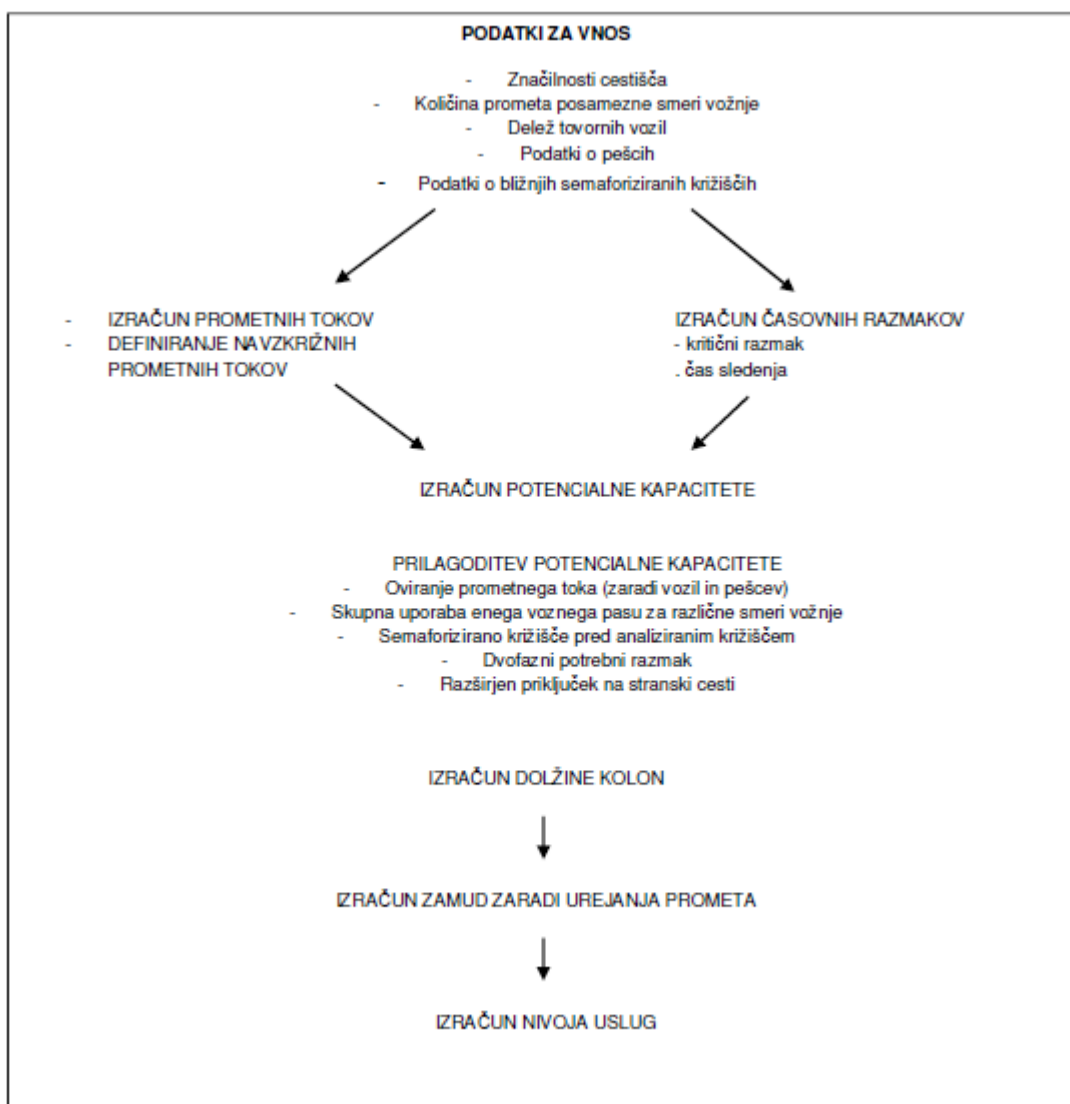 PODATKI ZA VNOS
- Značilnosti cestišča
- Količina prometa posamezne smeri vožnje
- Delež tovornih vozil
- Podatki o pešcih
- Podatki o bližnjih semaforiziranih križiščih
- IZRAČUN PROMETNIH TOKOV
- DEFINIRANJE NAVZKRIŽNIH
PROMETNIH TOKOV
IZRAČUN ČASOVNIH RAZMAKOV
- kritični razmak
. čas sledenja
IZRAČUN POTENCIALNE KAPACITETE
PRILAGODITEV POTENCIALNE KAPACITETE
- Oviranje prometnega toka (zaradi vozil in pešcev)
- Skupna uporaba enega voznega pasu za različne smeri vožnje
- Semaforizirano križišče pred analiziranim križiščem
- Dvofazni potrebni razmak
- Razširjen priključek na stranski cesti
IZRAČUN DOLŽINE KOLON
IZRAČUN ZAMUD ZARADI UREJANJA PROMETA
IZRAČUN NIVOJA USLUG